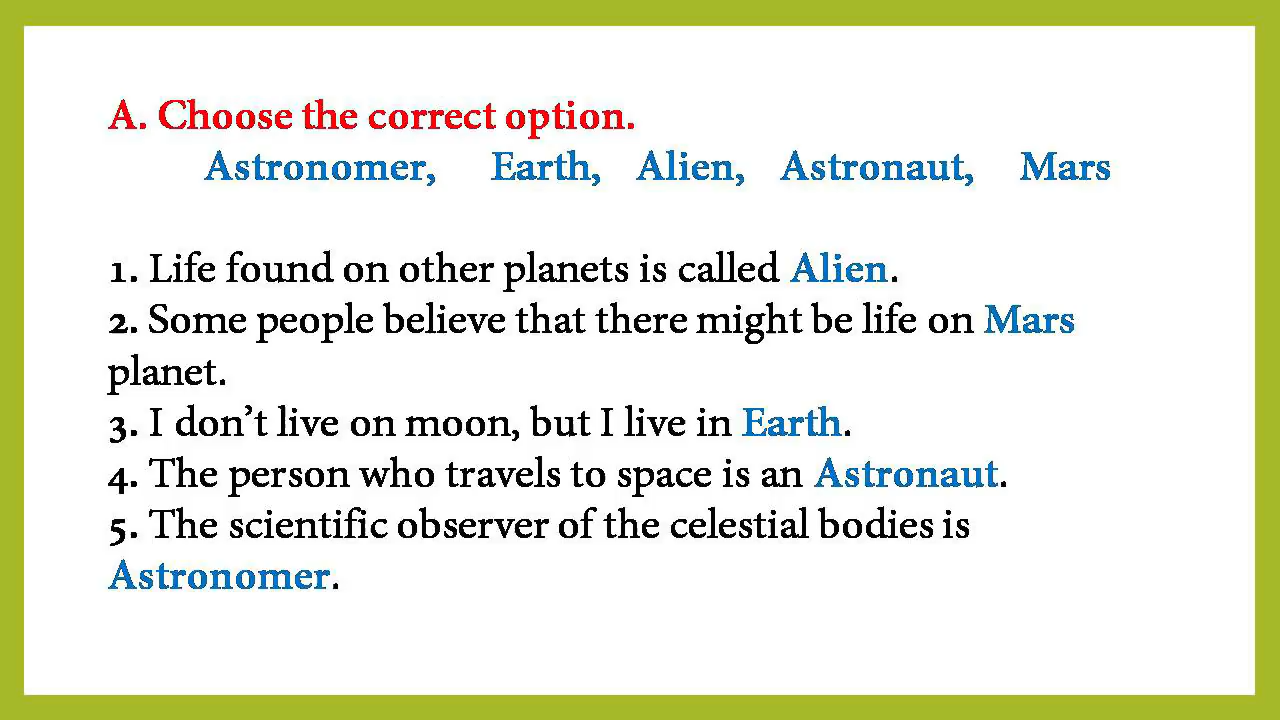 A. Choose the correct option.
Astronomer, Earth, Alien, Astronaut, Mars
1. Life found on other planets is called Alien.
2. Some people believe that there might be life on Mars
planet.
3. I don’t live on moon, but I live in Earth.
4. The person who travels to space is an Astronaut.
5. The scientific observer of the celestial bodies is
Astronomer.